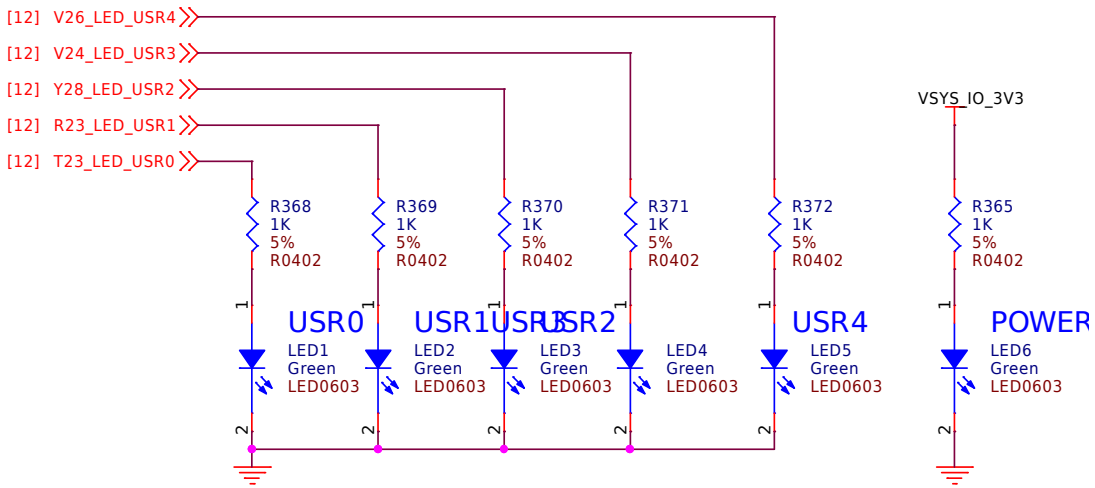 [12] V26_LED_USR4
[12] V24_LED_USR3
[12] Y28_LED_USR2
[12] R23_LED_USR1
[12] T23_LED_USR0
VSYS_IO_3V3
R368
1K
5%
R0402
R369
1K
5%
R0402
R370
1K
5%
R0402
R371
1K
5%
R0402
R372
1K
5%
R0402
R365
1K
5%
R0402
1
1
1
1
1
1
USR0
LED1
Green
LED0603
USR1
LED2
Green
LED0603
USR3
USR2
LED3
Green
LED0603
LED4
Green
LED0603
USR4
LED5
Green
LED0603
POWER
LED6
Green
LED0603
2
2
2
2
2
2